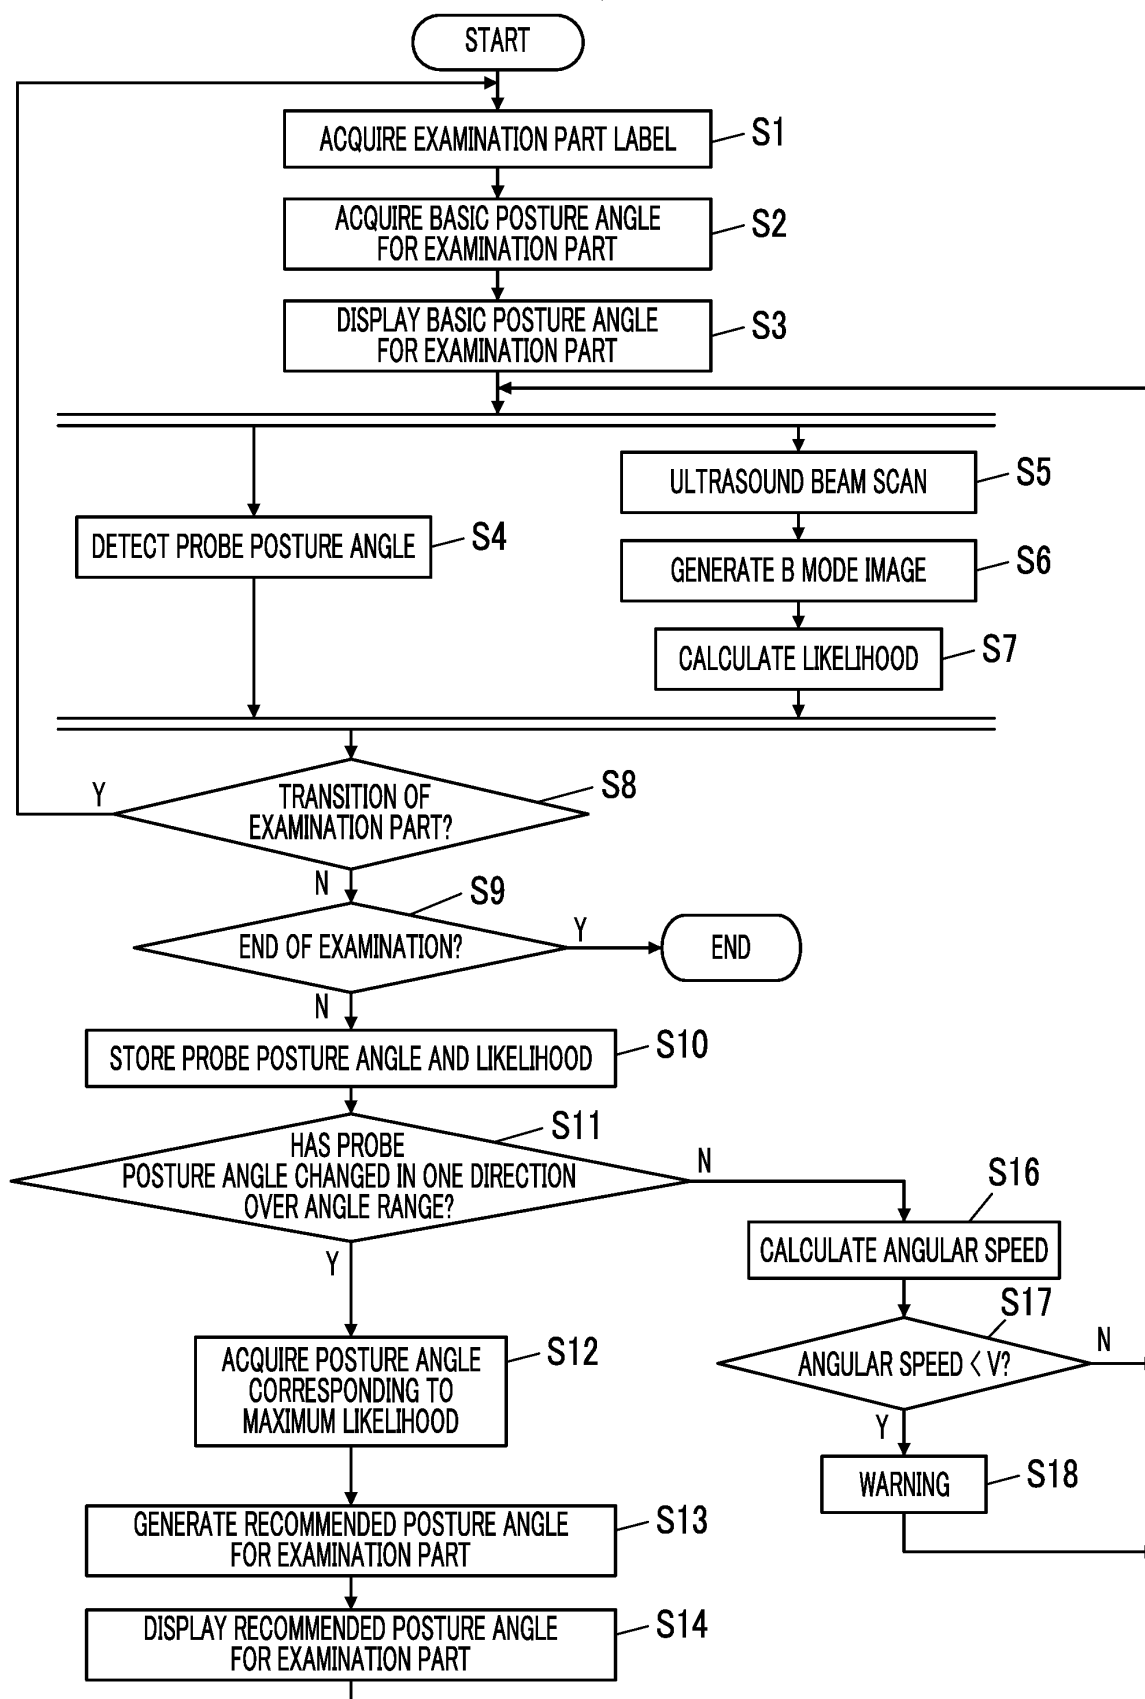 START
ACQUIRE EXAMINATION PART LABEL
S1
ACQUIRE BASIC POSTURE ANGLE
FOR EXAMINATION PART
S2
DISPLAY BASIC POSTURE ANGLE
FOR EXAMINATION PART
S3
DETECT PROBE POSTURE ANGLE
S4
ULTRASOUND BEAM SCAN
S5
GENERATE B MODE IMAGE
S6
CALCULATE LIKELIHOOD
S7
TRANSITION OF
EXAMINATION PART?
S8
Y
N
END OF EXAMINATION?
S9
Y
END
N
STORE PROBE POSTURE ANGLE AND LIKELIHOOD
S10
HAS PROBE
POSTURE ANGLE CHANGED IN ONE DIRECTION
OVER ANGLE RANGE?
S11
N
Y
CALCULATE ANGULAR SPEED
S16
ANGULAR SPEED < V?
S17
N
Y
WARNING
S18
ACQUIRE POSTURE ANGLE
CORRESPONDING TO
MAXIMUM LIKELIHOOD
S12
GENERATE RECOMMENDED POSTURE ANGLE
FOR EXAMINATION PART
S13
DISPLAY RECOMMENDED POSTURE ANGLE
FOR EXAMINATION PART
S14